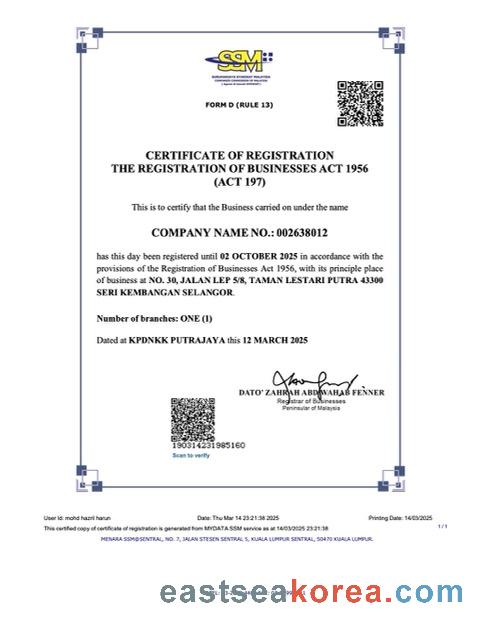 SSM
SURUHANJAYA SYARIKAT MALAYSIA
COMPANIES COMMISSION OF MALAYSIA
FORM D (RULE 13)
CERTIFICATE OF REGISTRATION
THE REGISTRATION OF BUSINESSES ACT 1956
(ACT 197)
This is to certify that the Business carried on under the name
COMPANY NAME NO.: 002638012
has this day been registered until 02 OCTOBER 2025 in accordance with the
provisions of the Registration of Businesses Act 1956, with its principle place
of business at NO. 30, JALAN LEP 5/8, TAMAN LESTARI PUTRA 43300
SERI KEMBANGAN SELANGOR.
Number of branches: ONE (1)
Dated at KPDNKK PUTRAJAYA this 12 MARCH 2025
DATO' ZAHRAH ABD WAHAB FENNER
Registrar of Businesses
Peninsular of Malaysia
190314231985160
Scan to verify
User Id: mohd hazril harun Date: Thu Mar 14 23:21:38 2025 Printing Date: 14/03/2025
This certified copy of certificate of registration is generated from MYDATA SSM service as at 14/03/2025 23:21:38 1 / 1
MENARA SSM@SENTRAL, NO. 7, JALAN STESEN SENTRAL 5, KUALA LUMPUR SENTRAL, 50470 KUALA LUMPUR.
eastseakorea.com